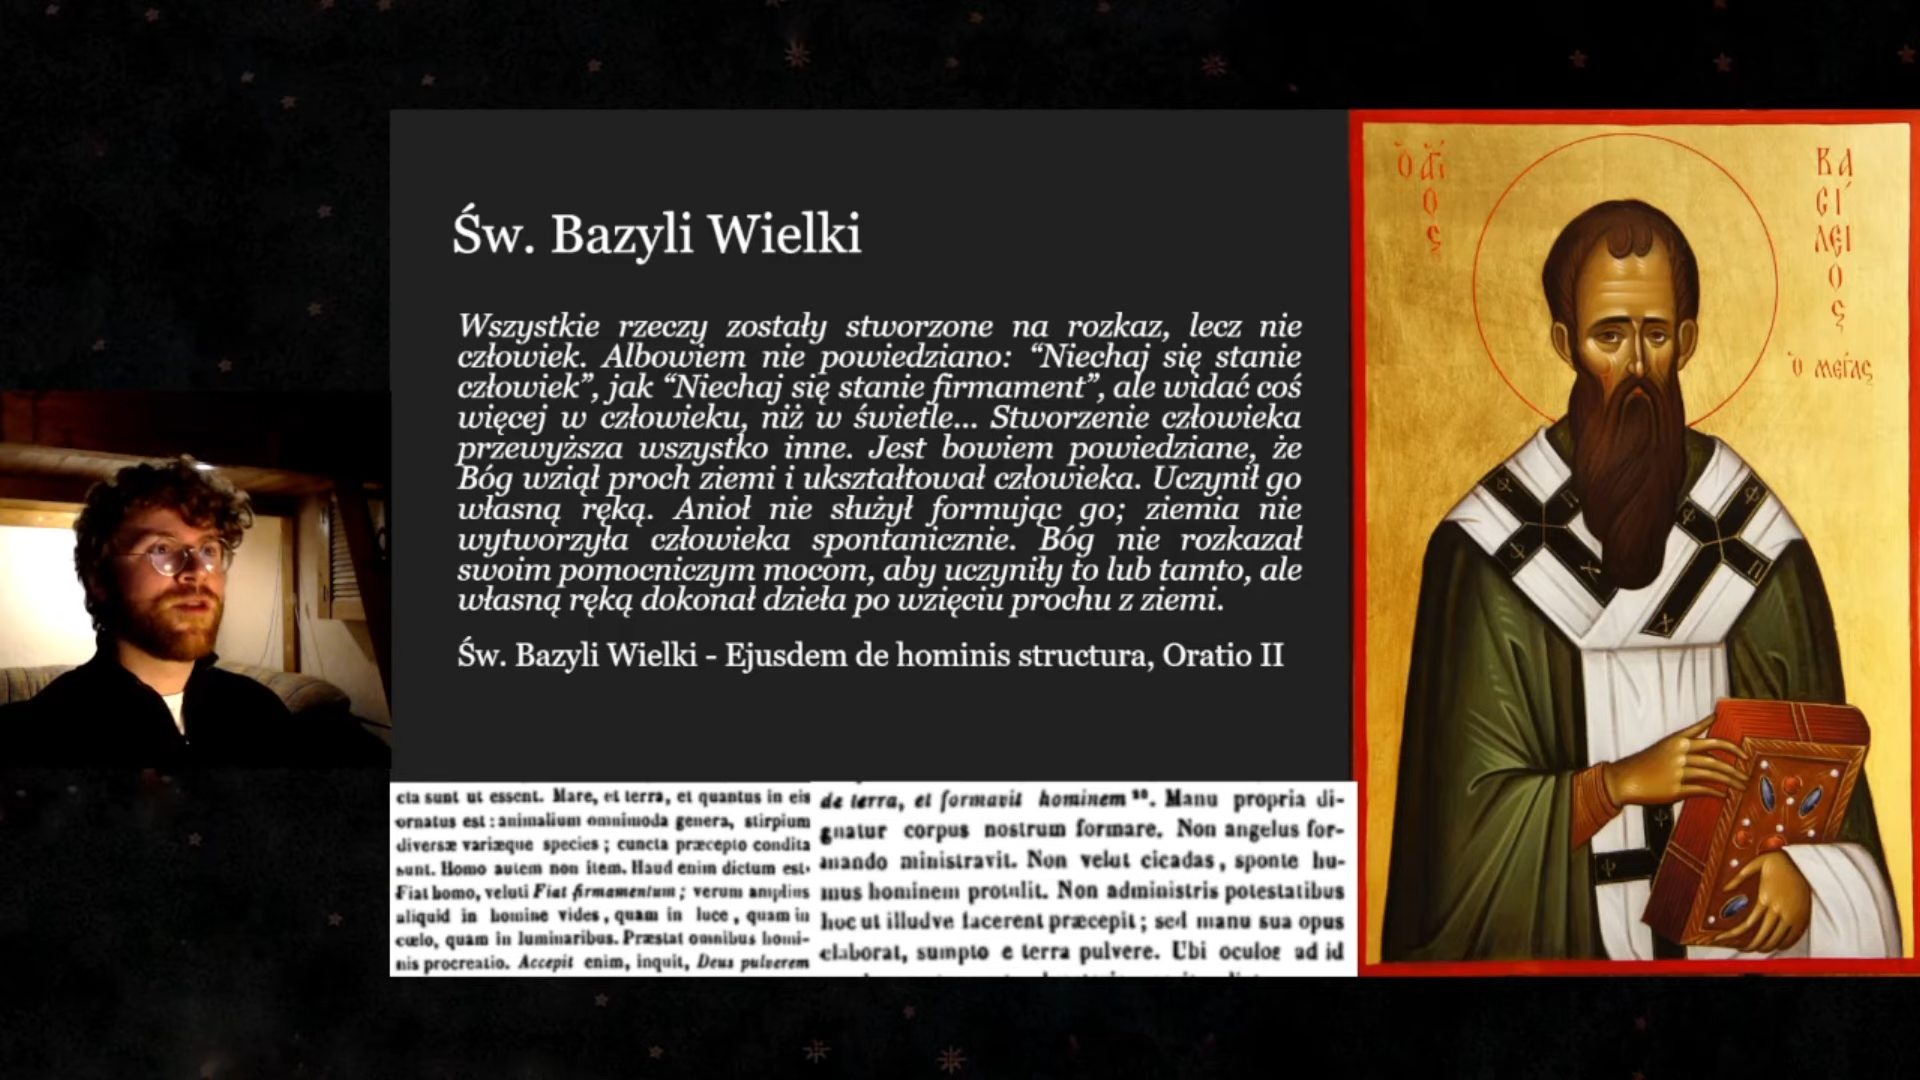 Św. Bazyli Wielki
Wszystkie rzeczy zostały stworzone na rozkaz, lecz nie
człowiek. Albowiem nie powiedziano: “Niechaj się stanie
człowiek”, jak “Niechaj się stanie firmament”, ale widać coś
więcej w człowieku, niż w świetle... Stworzenie człowieka
przewyższa wszystko inne. Jest bowiem powiedziane, że
Bóg wziął proch ziemi i ukształtował człowieka. Uczynił go
własną ręką. Anioł nie służył formując go; ziemia nie
wytworzyła człowieka spontanicznie. Bóg nie rozkazał
swoim pomocniczym mocom, aby uczyniły to lub tamto, ale
własną ręką dokonał dzieła po wzięciu prochu z ziemi.
Św. Bazyli Wielki - Ejusdem de hominis structura, Oratio II
cta sunt ut essent. Mare, et terra, et quantus in eis
ornatus est : animalium omnimoda genera, stirpium
diversæ variæque species ; cuncta præcepto condita
sunt. Homo autem non item. Haud enim dictum est.
Fiat homo, veluti Fiat firmamentum ; verum amplius
aliquid in homine vides, quam in luce, quam in
cœlo, quam in luminaribus. Præstat omnibus homi-
nis procreatio. Accepit enim, inquit, Deus pulverem
de terra, et formavit hominem. Manu propria di-
gnatur corpus nostrum formare. Non angelus for-
mando ministravit. Non velut cicadas, sponte hu-
mus hominem protulit. Non administris potestatibus
hoc ut illudve facerent præcepit ; sed manu sua opus
elaborat, sumpto e terra pulvere. Ubi oculos ad id
ὁ ἅγιος
ΒΑΣΊΛΕΙΟΣ
ὁ ΜΕΓΑΣ